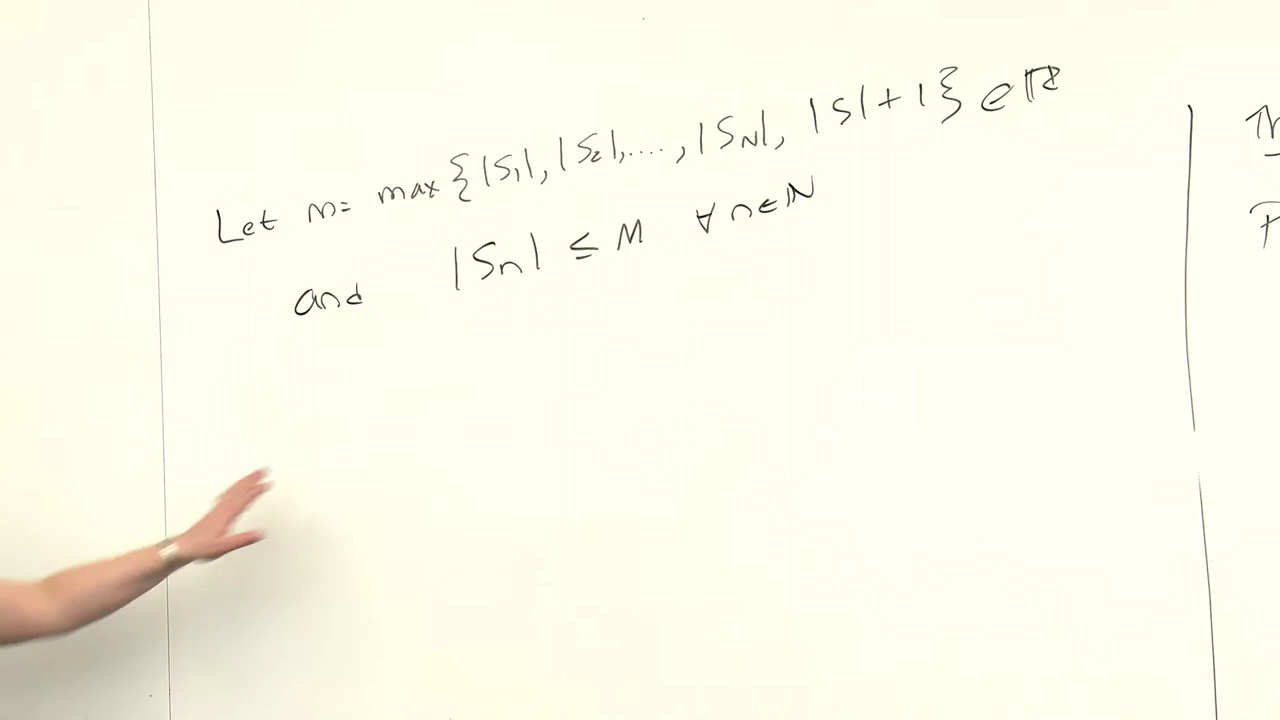 Let M= max{|S₁|, |S₂|,...., |S_N|, |S|+1} ∈ ℝ
and |Sₙ| ≤ M ∀ n∈ℕ